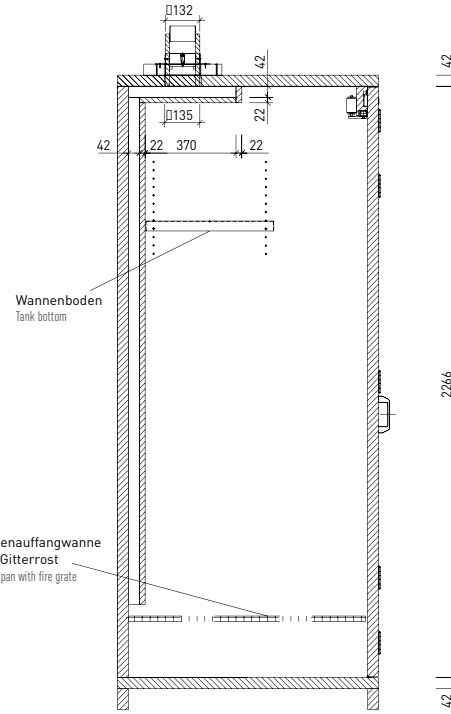 ▯132
42
42
22
▯135
42
22
370
22
Wannenboden
Tank bottom
2266
enauffangwanne
Gitterrost
pan with fire grate
42